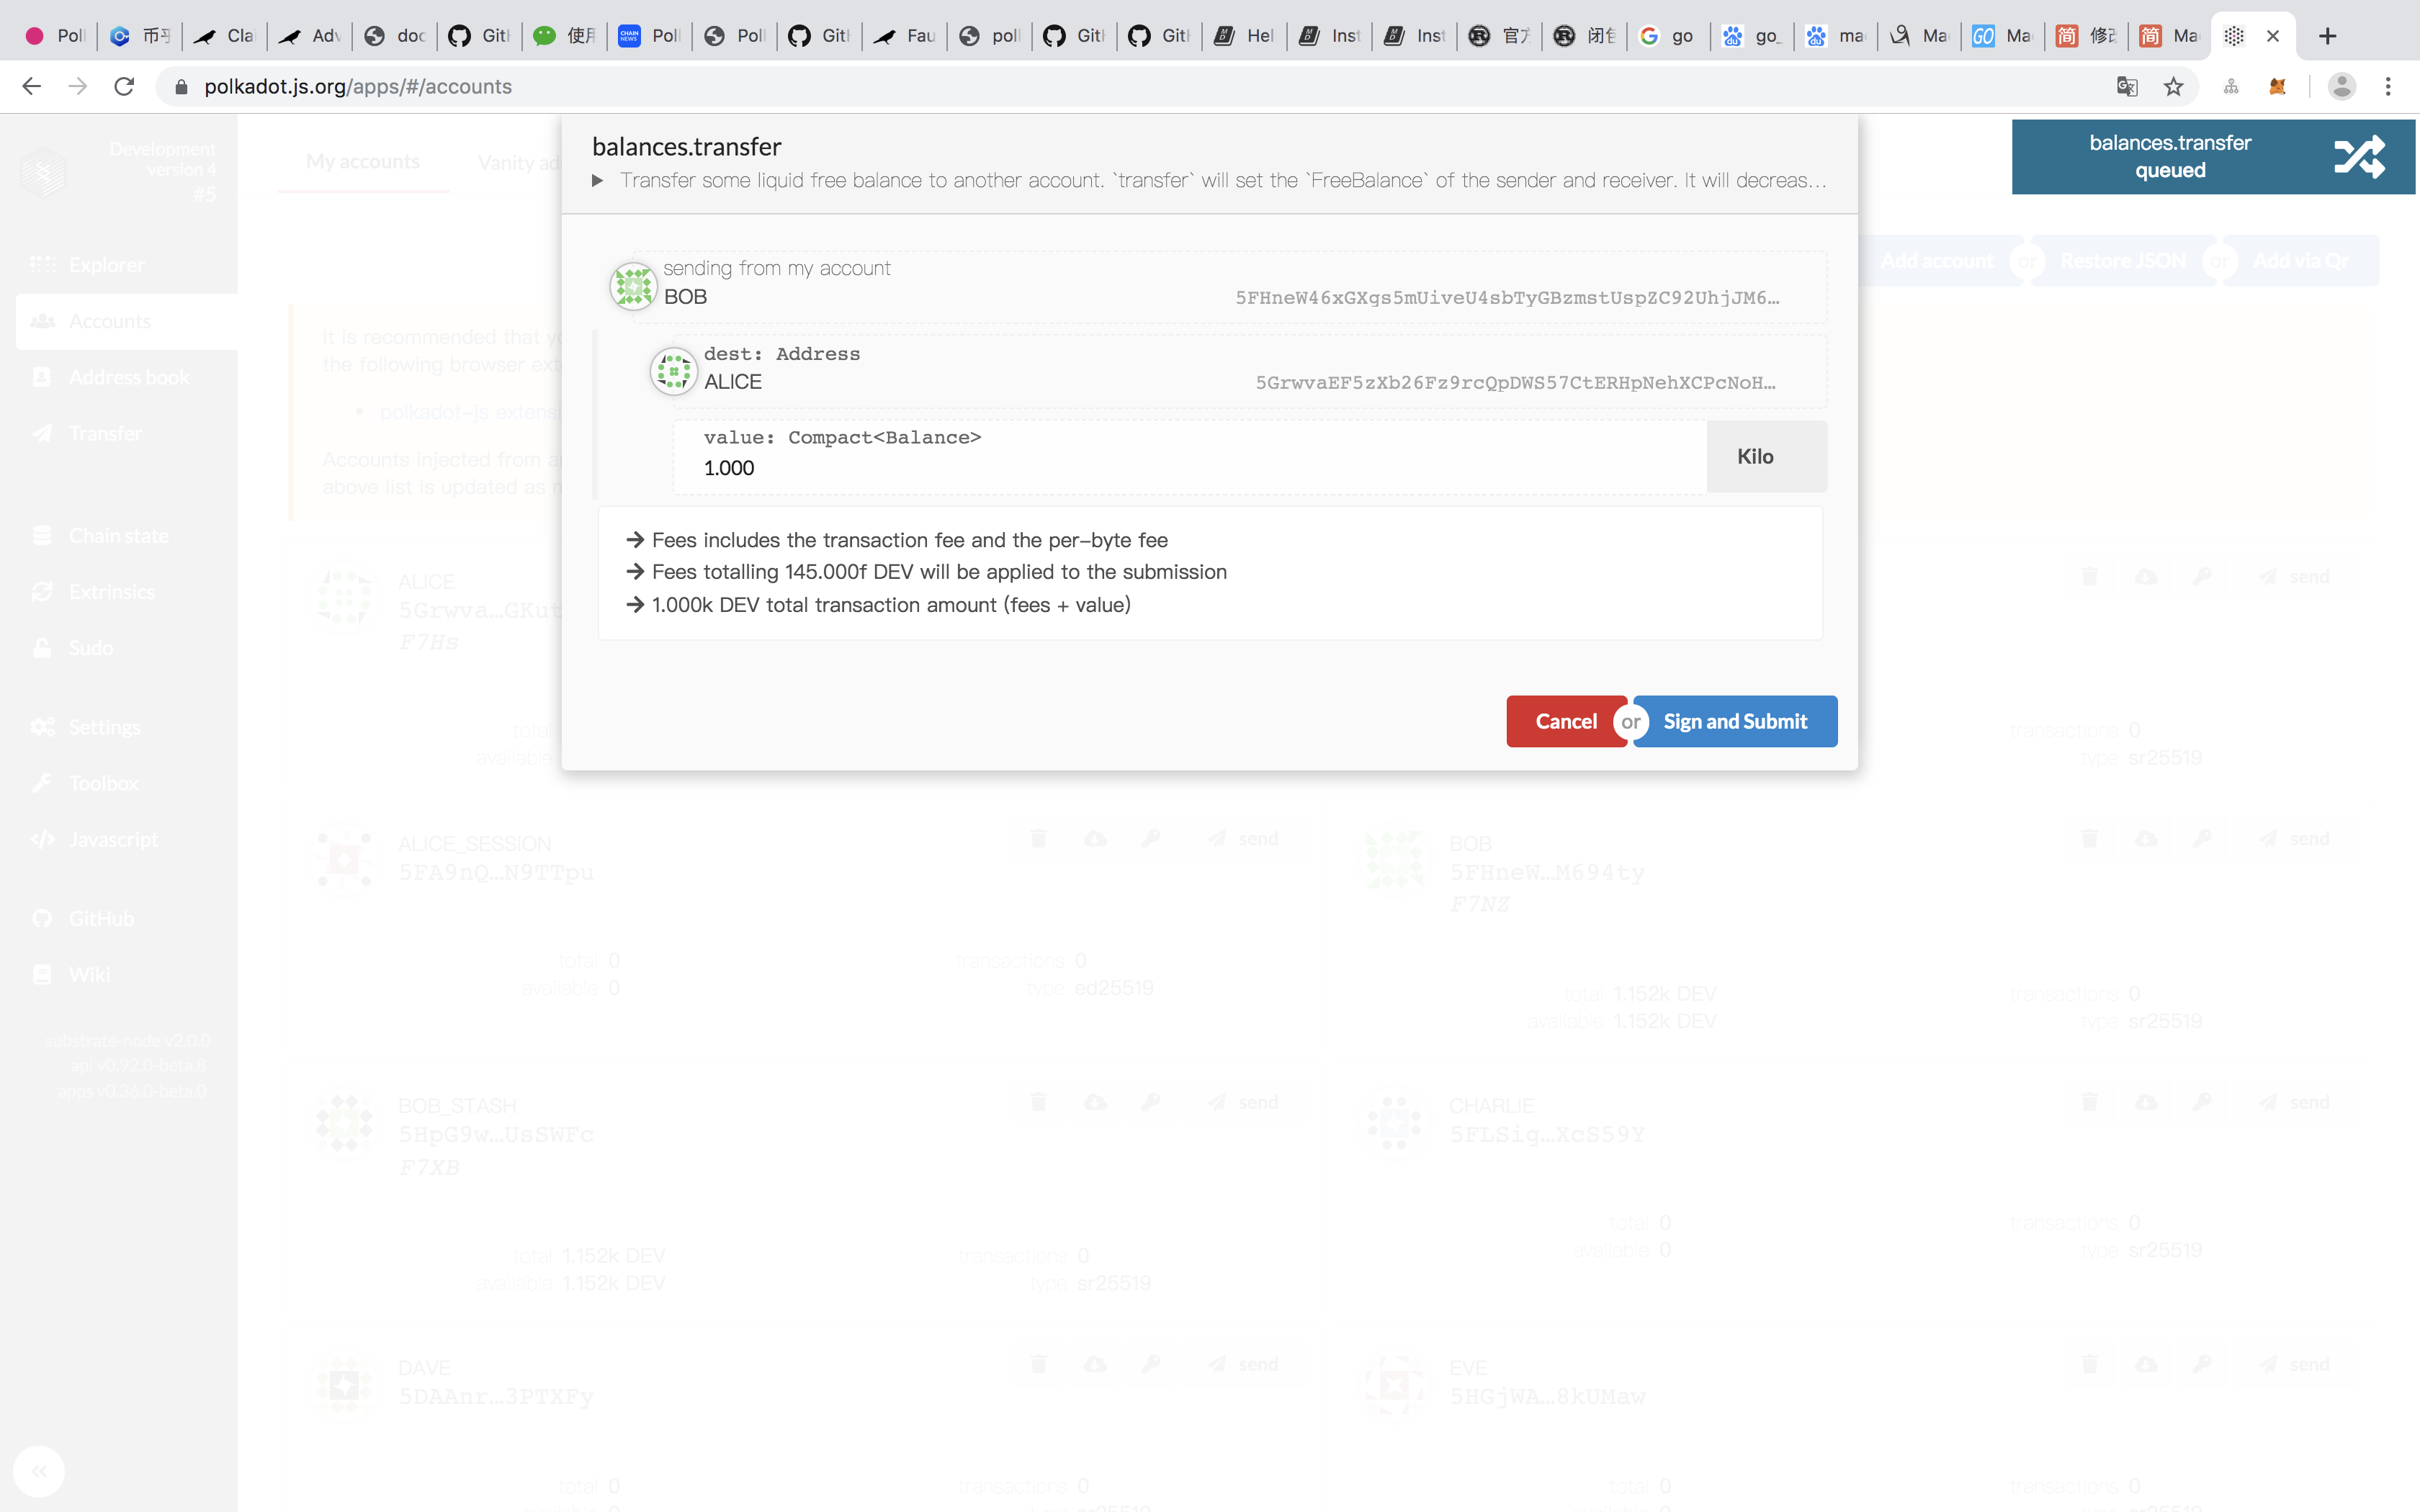 Poll
币乎
Clai
Adv
doc
GitH
使用
Poll
Poll
GitH
Fau
poll
GitH
GitH
Hel
Inst
Inst
官方
闭包
go
go_
ma
Ma
Ma
修改
Ma
polkadot.js.org/apps/#/accounts
Development
version 4
#5
My accounts
Vanity ad
balances.transfer
Transfer some liquid free balance to another account. `transfer` will set the `FreeBalance` of the sender and receiver. It will decreas...
balances.transfer
queued
Explorer
Accounts
Address book
Transfer
Chain state
Extrinsics
Sudo
Settings
Toolbox
Javascript
GitHub
Wiki
substrate-node v2.0.0
api v0.92.0-beta.8
apps v0.36.0-beta.0
Add account
or
Restore JSON
or
Add via Qr
It is recommended that yo
the following browser ext
polkadot-js extensi
Accounts injected from a
above list is updated as m
sending from my account
BOB
5FHneW46xGXgs5mUiveU4sbTyGBzmstUspZC92UhjJM6...
dest: Address
ALICE
5GrwvaEF5zXb26Fz9rcQpDWS57CtERHpNehXCPcNoH...
value: Compact<Balance>
1.000
Kilo
Fees includes the transaction fee and the per-byte fee
Fees totalling 145.000f DEV will be applied to the submission
1.000k DEV total transaction amount (fees + value)
Cancel
or
Sign and Submit
ALICE
5Grwva...GKut
F7Hs
total
available
send
transactions 0
type sr25519
ALICE_SESSION
5FA9nQ...N9TTpu
send
total 0
available 0
transactions 0
type ed25519
BOB
5FHneW...M694ty
F7NZ
send
total 1.152k DEV
available 1.152k DEV
transactions 0
type sr25519
BOB_STASH
5HpG9w...UsSWFc
F7XB
send
total 1.152k DEV
available 1.152k DEV
transactions 0
type sr25519
CHARLIE
5FLSig...XcS59Y
send
total 0
available 0
transactions 0
type sr25519
DAVE
5DAAnr...3PTXFy
send
total 0
transactions 0
EVE
5HGjWA...8kUMaw
send
total 0
transactions 0